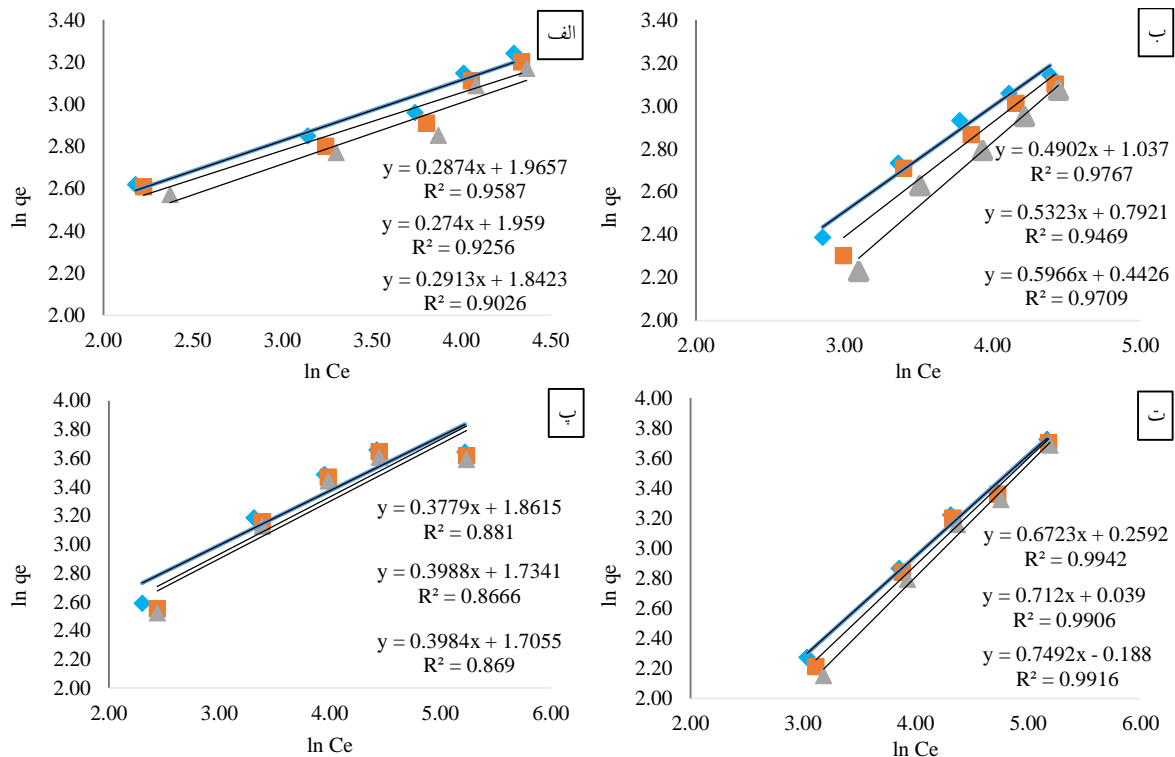 الف
3.40
3.20
3.00
2.80
2.60
2.40
2.20
2.00
ln qe
y = 0.2874x + 1.9657
R² = 0.9587
y = 0.274x + 1.959
R² = 0.9256
y = 0.2913x + 1.8423
R² = 0.9026
2.00 2.50 3.00 3.50 4.00 4.50
ln Ce
ب
3.40
3.20
3.00
2.80
2.60
2.40
2.20
2.00
ln qe
y = 0.4902x + 1.037
R² = 0.9767
y = 0.5323x + 0.7921
R² = 0.9469
y = 0.5966x + 0.4426
R² = 0.9709
2.00 3.00 4.00 5.00
ln Ce
پ
4.00
3.80
3.60
3.40
3.20
3.00
2.80
2.60
2.40
2.20
2.00
ln qe
y = 0.3779x + 1.8615
R² = 0.881
y = 0.3988x + 1.7341
R² = 0.8666
y = 0.3984x + 1.7055
R² = 0.869
2.00 3.00 4.00 5.00 6.00
ln Ce
ت
4.00
3.80
3.60
3.40
3.20
3.00
2.80
2.60
2.40
2.20
2.00
ln qe
y = 0.6723x + 0.2592
R² = 0.9942
y = 0.712x + 0.039
R² = 0.9906
y = 0.7492x - 0.188
R² = 0.9916
2.00 3.00 4.00 5.00 6.00
ln Ce